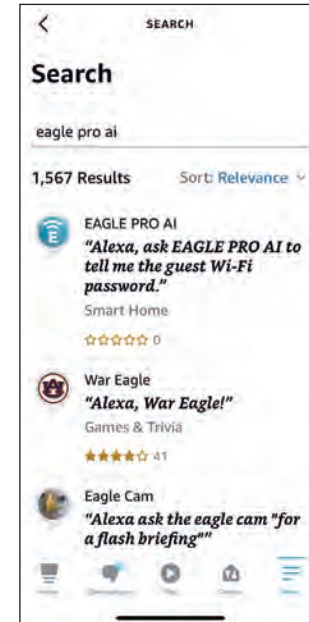 SEARCH
Search
eagle pro ai
1,567 Results Sort: Relevance
EAGLE PRO AI
“Alexa, ask EAGLE PRO AI to
tell me the guest Wi-Fi
password.”
Smart Home
0
War Eagle
“Alexa, War Eagle!”
Games & Trivia
41
Eagle Cam
“Alexa ask the eagle cam "for
a flash briefing"”